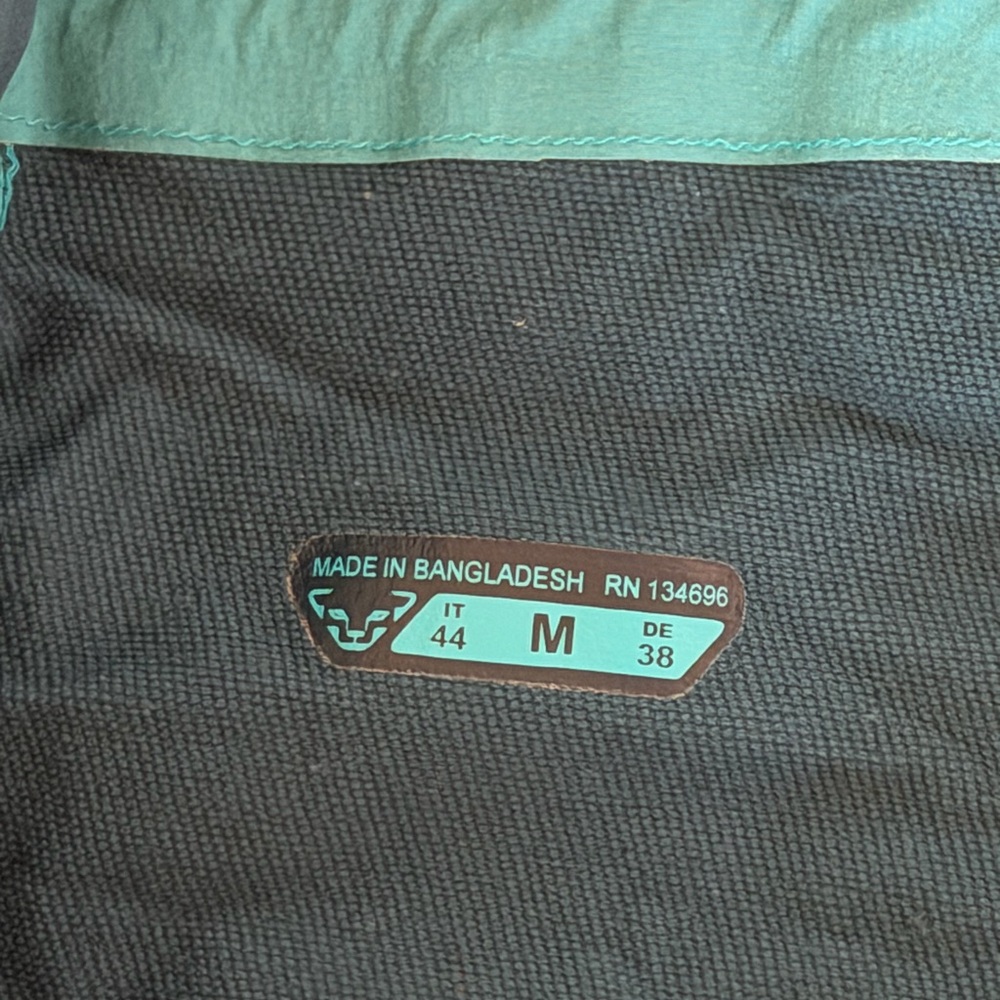 MADE IN BANGLADESH RN 134696
IT M DE
44 38